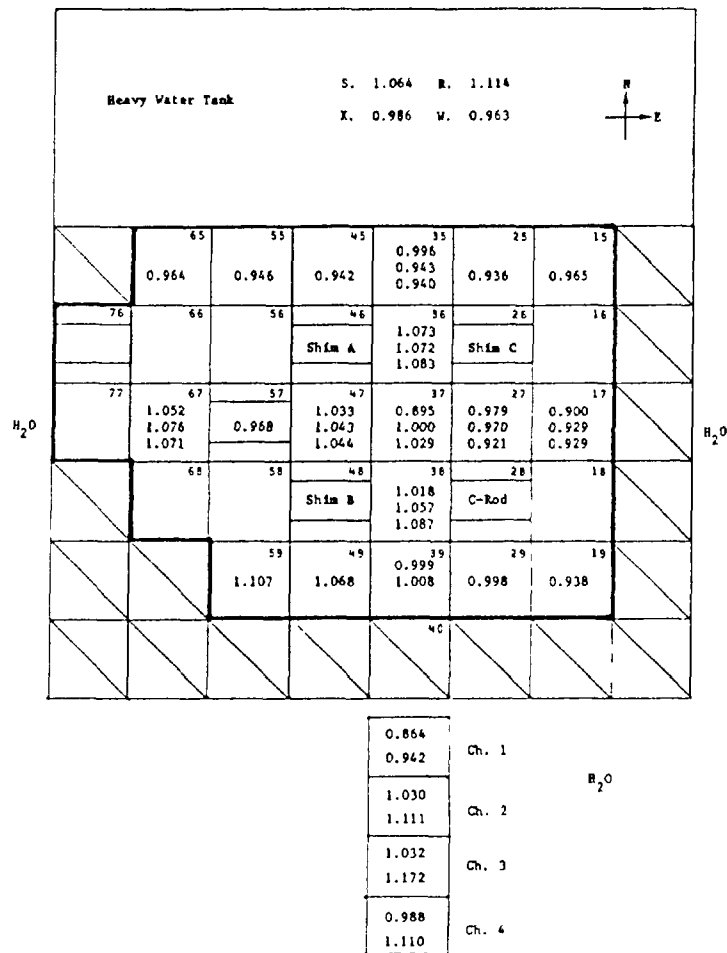 Heavy Water Tank
S. 1.064 R. 1.114
X. 0.986 W. 0.963
N
E
65 55 45 35 25 15
0.996
0.964 0.946 0.942 0.943 0.936 0.965
0.940
76 66 56 46 36 26 16
1.073
Shim A 1.072 Shim C
1.083
77 67 57 47 37 27 17
1.052 1.033 0.895 0.979 0.900
H2O 1.076 0.968 1.043 1.000 0.970 0.929 H2O
1.071 1.044 1.029 0.921 0.929
68 58 48 38 28 18
1.018
Shim B 1.057 C-Rod
1.087
59 49 39 29 19
0.999
1.107 1.068 1.008 0.998 0.938
40
0.864
0.942 Ch. 1
H2O
1.030
1.111 Ch. 2
1.032
1.172 Ch. 3
0.988
1.110 Ch. 4